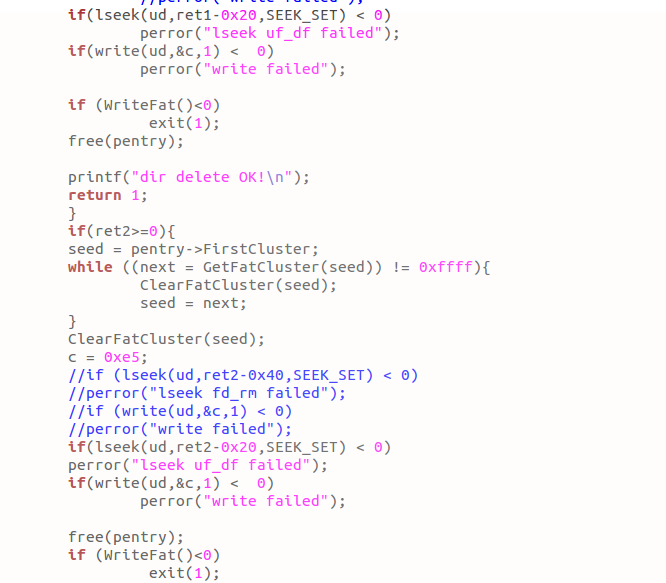 //perror("write failed");
if(lseek(ud,ret1-0x20,SEEK_SET) < 0)
perror("lseek uf_df failed");
if(write(ud,&c,1) <  0)
perror("write failed");
if (WriteFat()<0)
exit(1);
free(pentry);
printf("dir delete OK!\n");
return 1;
}
if(ret2>=0){
seed = pentry->FirstCluster;
while ((next = GetFatCluster(seed)) != 0xffff){
ClearFatCluster(seed);
seed = next;
}
ClearFatCluster(seed);
c = 0xe5;
//if (lseek(ud,ret2-0x40,SEEK_SET) < 0)
//perror("lseek fd_rm failed");
//if (write(ud,&c,1) < 0)
//perror("write failed");
if(lseek(ud,ret2-0x20,SEEK_SET) < 0)
perror("lseek uf_df failed");
if(write(ud,&c,1) <  0)
perror("write failed");
free(pentry);
if (WriteFat()<0)
exit(1);